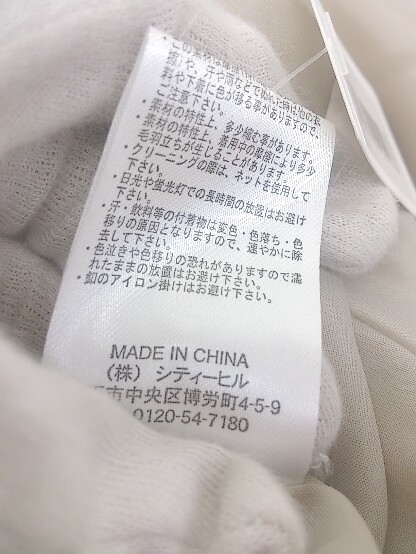 ・この素材は
擦)や、汗や雨などで
料や下着に色が移る事がありますので、
ご注意下さい。
・素材の特性上、多少縮む事があります。
・素材の特性上、着用中の摩擦により多少
毛羽立ちが生じることがあります。
・クリーニングの際は、ネットを使用して
下さい。
・日光や蛍光灯での長時間の放置はお避け
下さい。
・汗・飲料等の付着物は変色・色落ち・色
移りの原因となりますので、速やかに除
去して下さい。
・色泣きや色移りの恐れがありますので濡
れたままの放置はお避け下さい。
・釦のアイロン掛けはお避け下さい。
MADE IN CHINA
(株) シティーヒル
市中央区博労町4-5-9
0120-54-7180